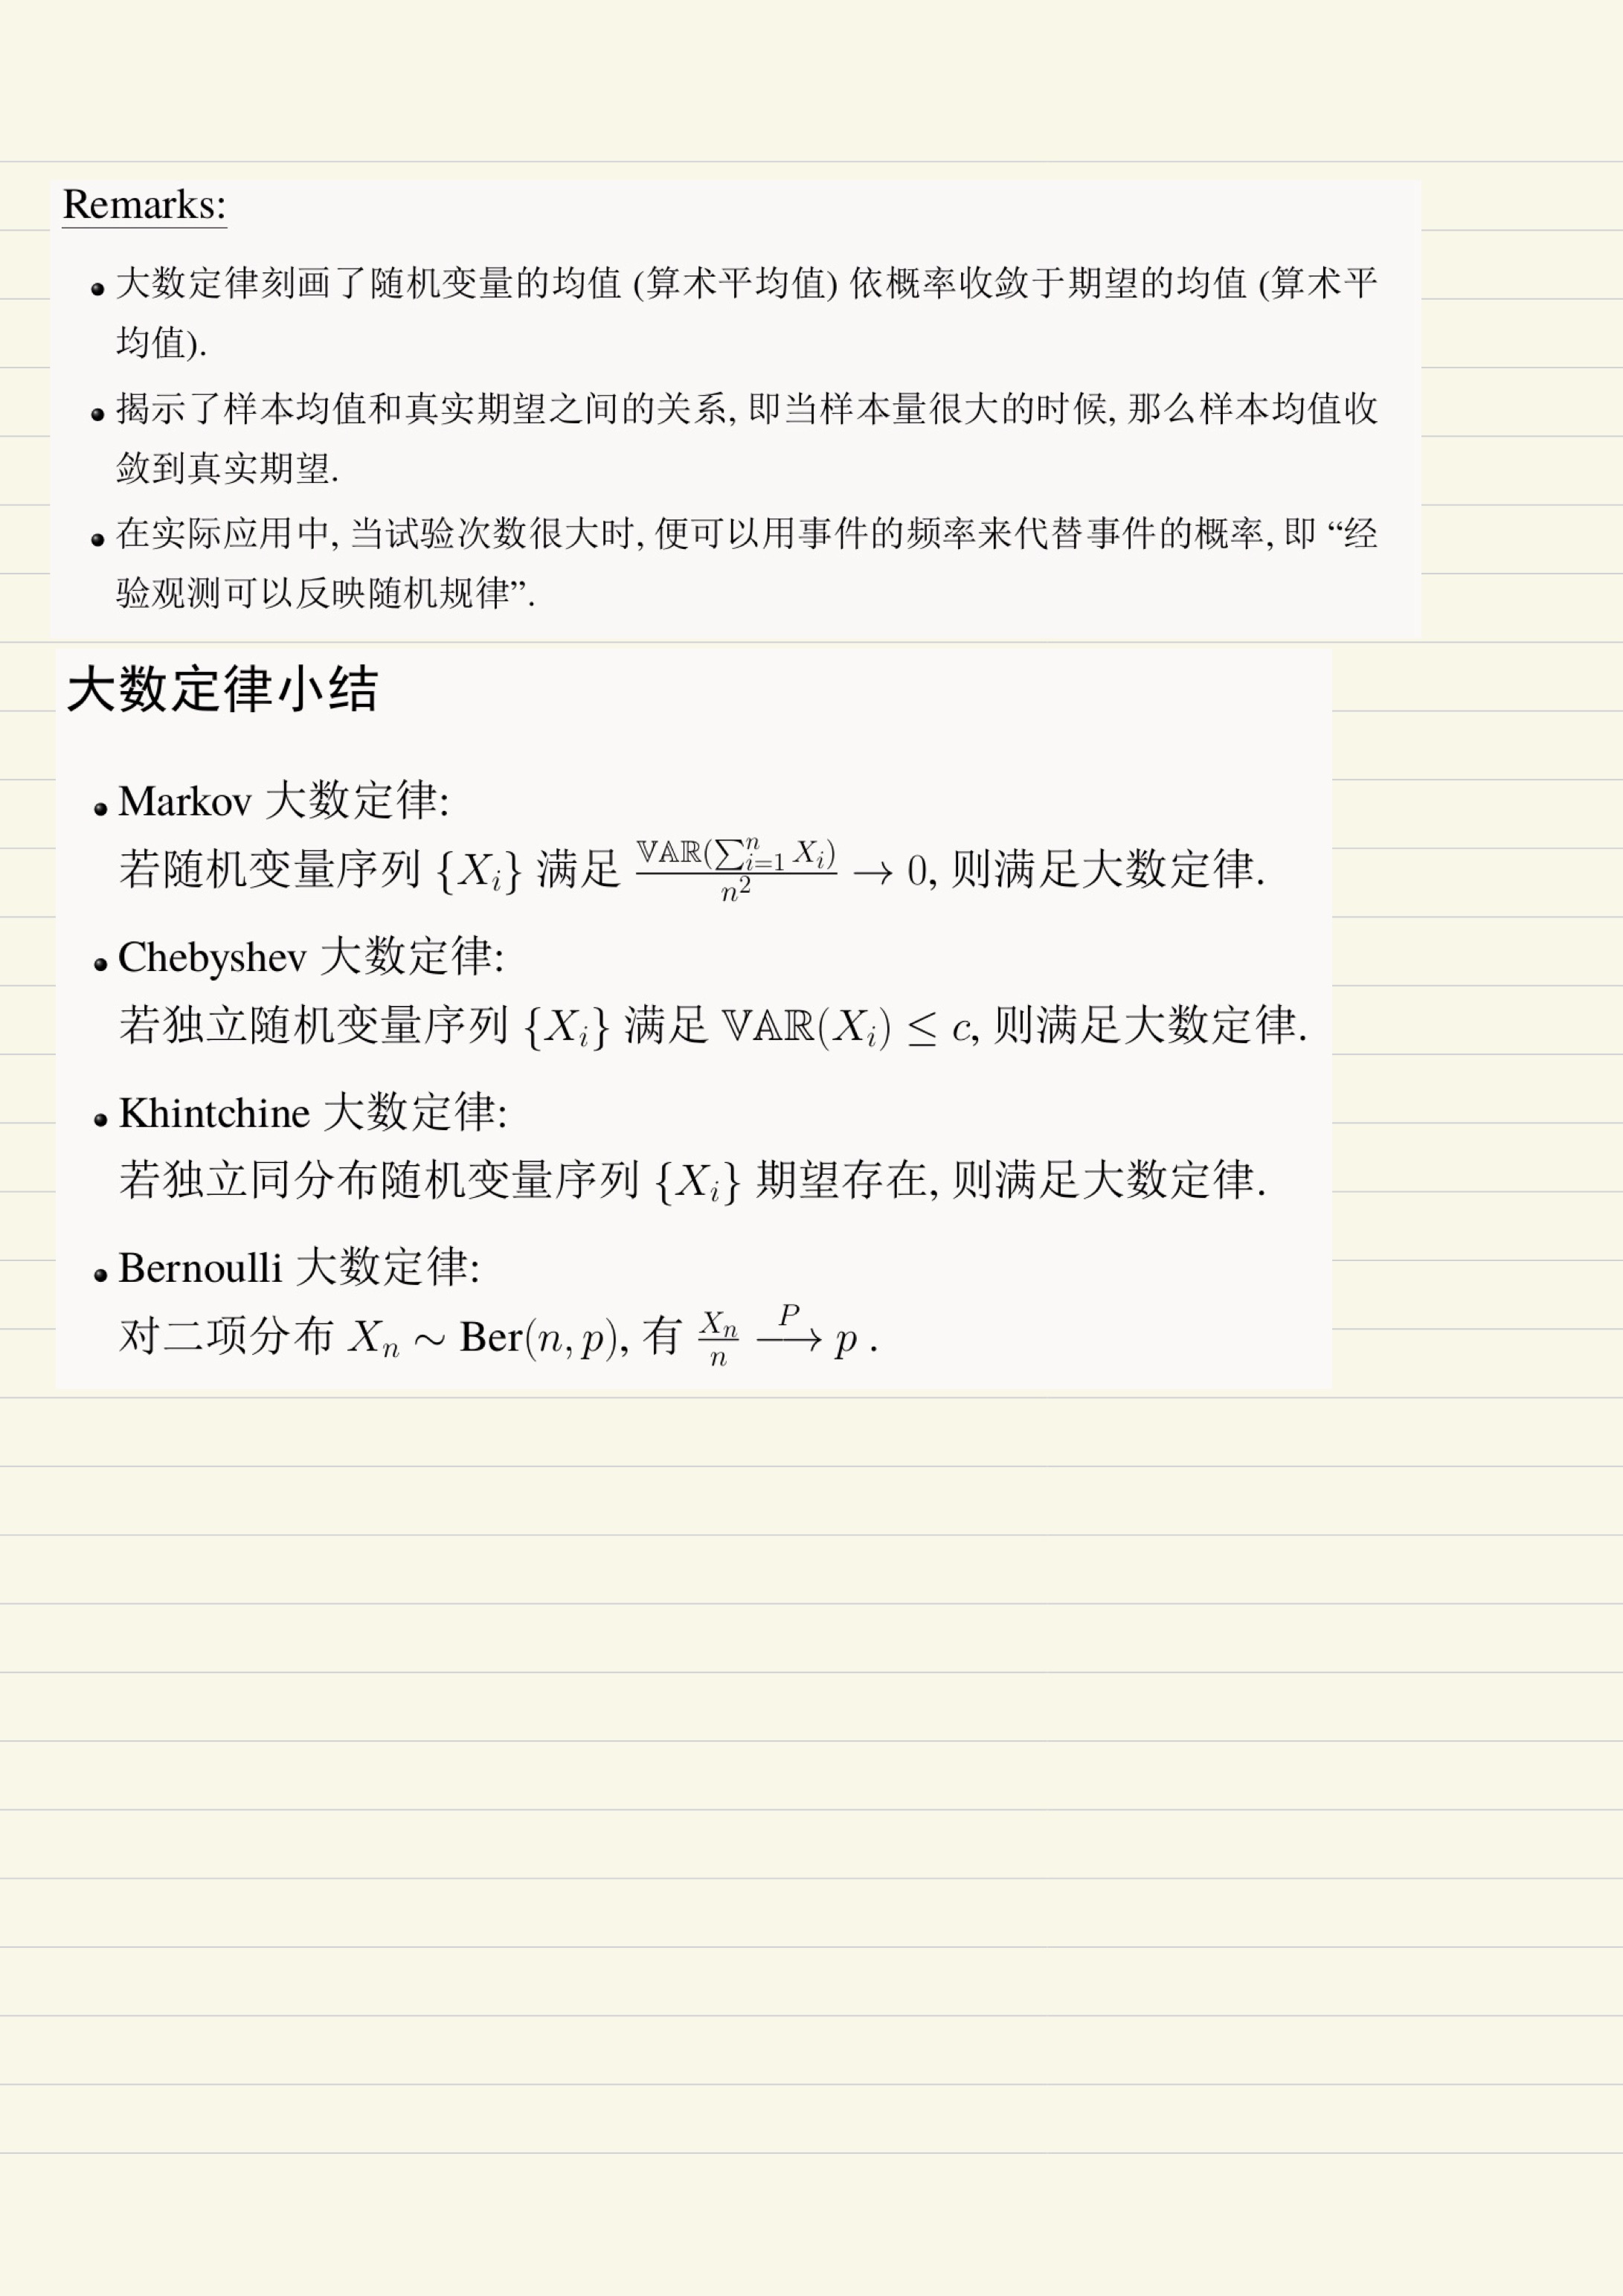 Remarks:
• 大数定律刻画了随机变量的均值 (算术平均值) 依概率收敛于期望的均值 (算术平
均值).
• 揭示了样本均值和真实期望之间的关系, 即当样本量很大的时候, 那么样本均值收
敛到真实期望.
• 在实际应用中, 当试验次数很大时, 便可以用事件的频率来代替事件的概率, 即 “经
验观测可以反映随机规律”.
大数定律小结
• Markov 大数定律:
若随机变量序列 $\{X_i\}$ 满足 $\frac{\mathbb{VAR}(\sum_{i=1}^{n} X_i)}{n^2} \to 0$, 则满足大数定律.
• Chebyshev 大数定律:
若独立随机变量序列 $\{X_i\}$ 满足 $\mathbb{VAR}(X_i) \leq c$, 则满足大数定律.
• Khintchine 大数定律:
若独立同分布随机变量序列 $\{X_i\}$ 期望存在, 则满足大数定律.
• Bernoulli 大数定律:
对二项分布 $X_n \sim \textbf{Ber}(n, p)$, 有 $\frac{X_n}{n} \xrightarrow{P} p$ .